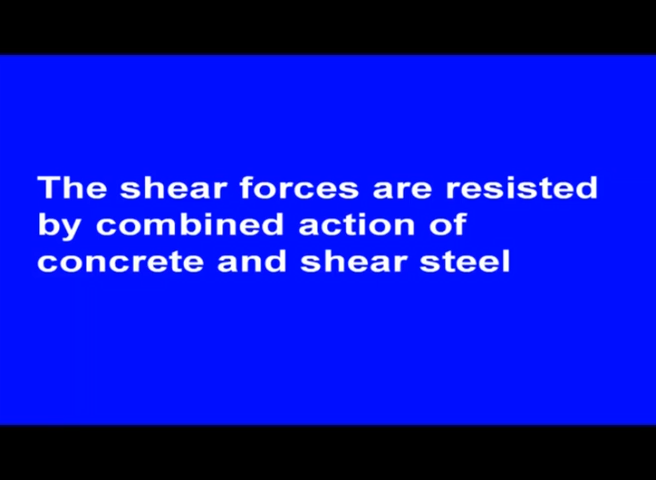 The shear forces are resisted
by combined action of
concrete and shear steel